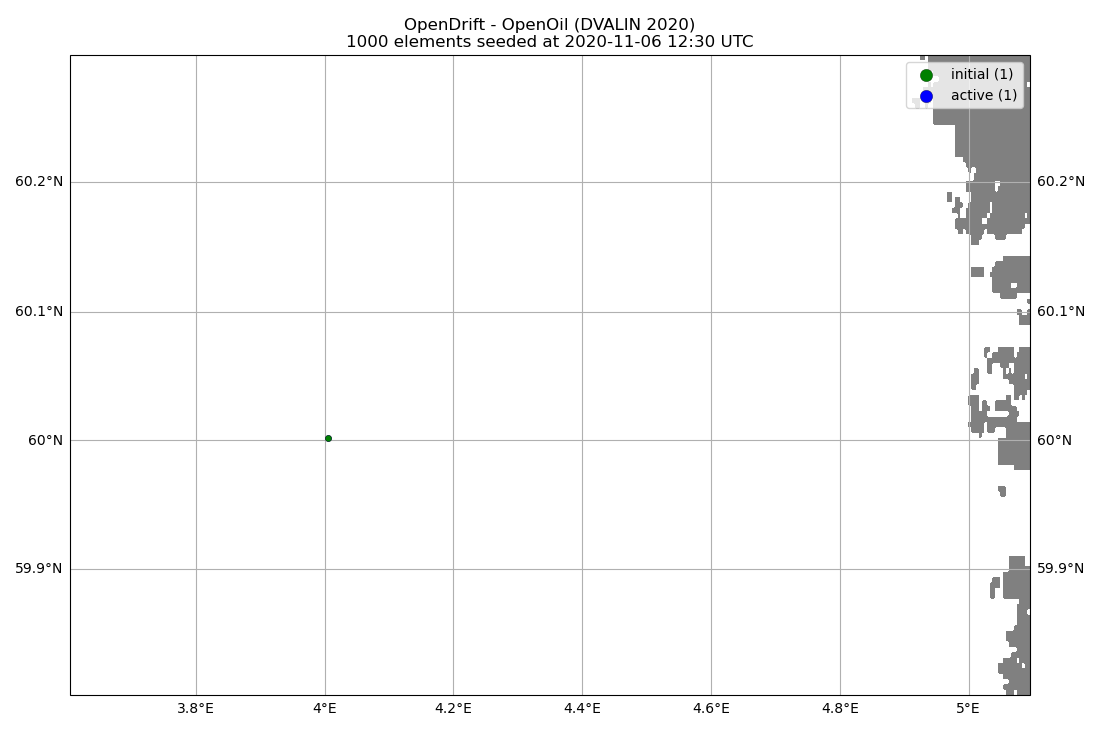 OpenDrift - OpenOil (DVALIN 2020)
1000 elements seeded at 2020-11-06 12:30 UTC
initial (1)
active (1)
60.2°N
60.2°N
60.1°N
60.1°N
60°N
60°N
59.9°N
59.9°N
3.8°E
4°E
4.2°E
4.4°E
4.6°E
4.8°E
5°E